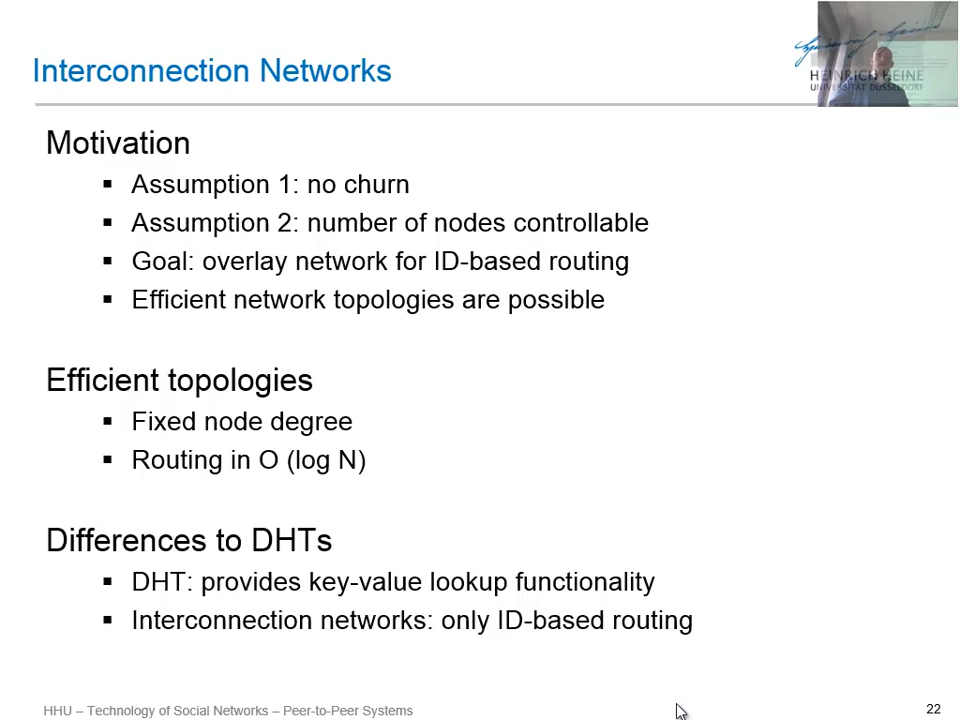 Interconnection Networks
HEINRICH HEINE
UNIVERSITÄT DÜSSELDORF
Motivation
▪ Assumption 1: no churn
▪ Assumption 2: number of nodes controllable
▪ Goal: overlay network for ID-based routing
▪ Efficient network topologies are possible
Efficient topologies
▪ Fixed node degree
▪ Routing in O (log N)
Differences to DHTs
▪ DHT: provides key-value lookup functionality
▪ Interconnection networks: only ID-based routing
HHU – Technology of Social Networks – Peer-to-Peer Systems
22